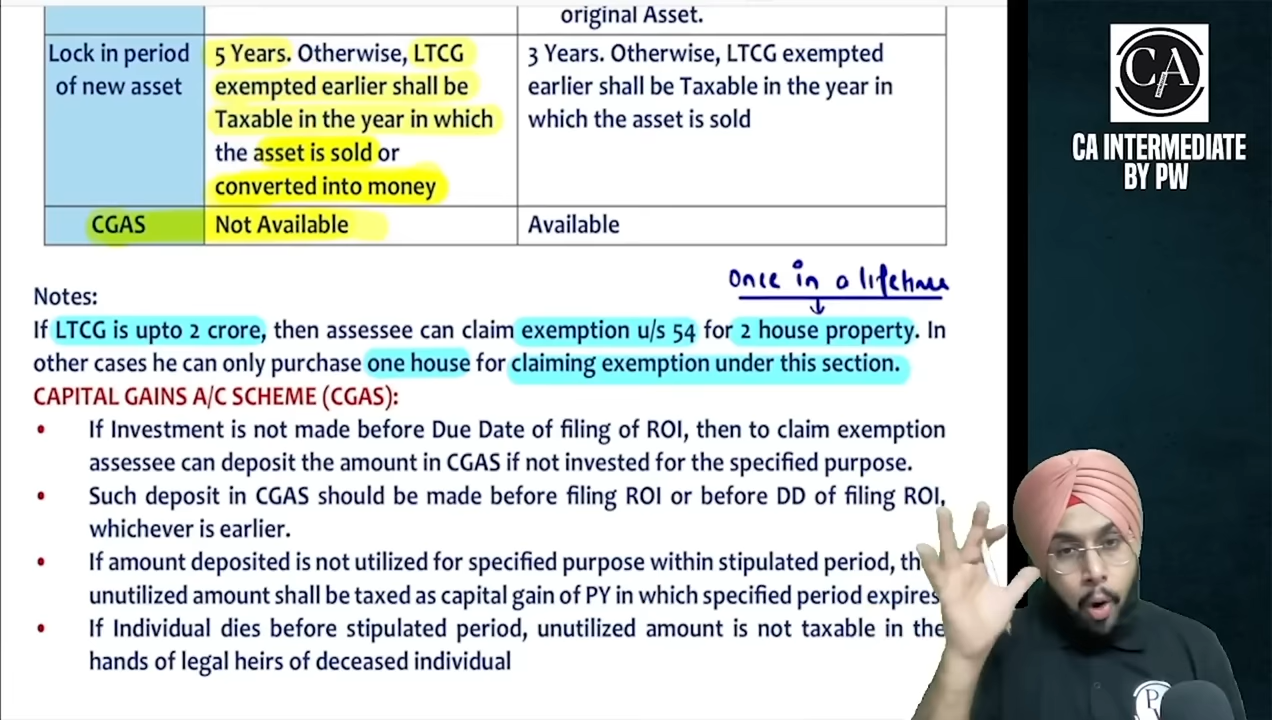 original Asset.
Lock in period
of new asset
5 Years. Otherwise, LTCG
exempted earlier shall be
Taxable in the year in which
the asset is sold or
converted into money
3 Years. Otherwise, LTCG exempted
earlier shall be Taxable in the year in
which the asset is sold
CGAS
Not Available
Available
Once in a lifetime
Notes:
If LTCG is upto 2 crore, then assessee can claim exemption u/s 54 for 2 house property. In
other cases he can only purchase one house for claiming exemption under this section.
CAPITAL GAINS A/C SCHEME (CGAS):
• If Investment is not made before Due Date of filing of ROI, then to claim exemption
assessee can deposit the amount in CGAS if not invested for the specified purpose.
• Such deposit in CGAS should be made before filing ROI or before DD of filing ROI,
whichever is earlier.
• If amount deposited is not utilized for specified purpose within stipulated period, the
unutilized amount shall be taxed as capital gain of PY in which specified period expires
• If Individual dies before stipulated period, unutilized amount is not taxable in the
hands of legal heirs of deceased individual
CA
CA INTERMEDIATE
BY PW
P